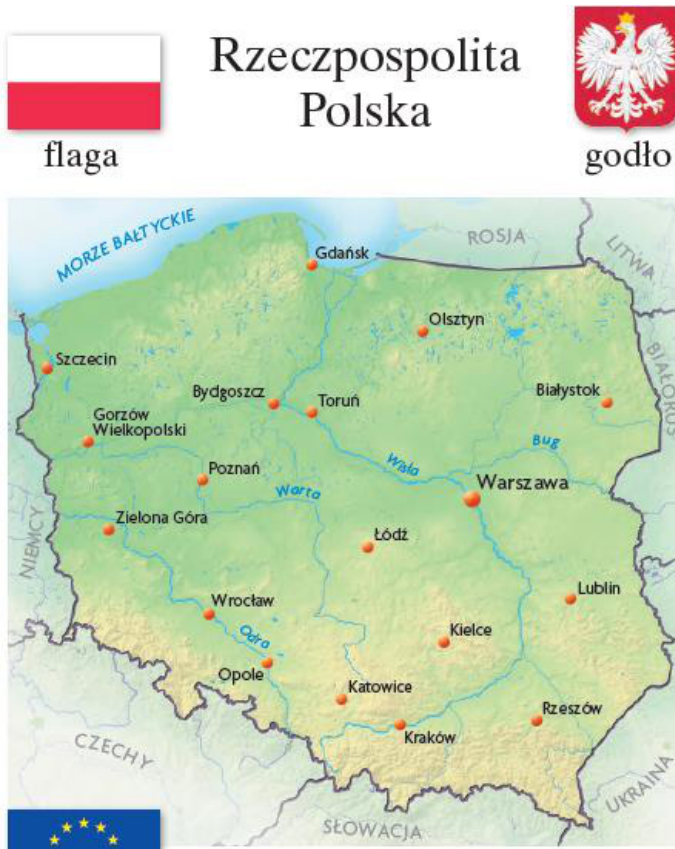 Rzeczpospolita
Polska
flaga
godło
MORZE BAŁTYCKIE
Gdańsk
ROSJA
LITWA
Olsztyn
Szczecin
BIAŁORUŚ
Bydgoszcz
Toruń
Białystok
Gorzów
Wielkopolski
Bug
Poznań
Wisła
Warszawa
Warta
Zielona Góra
Łódź
NIEMCY
Wrocław
Lublin
Odra
Kielce
Opole
Katowice
Rzeszów
Kraków
CZECHY
UKRAINA
SŁOWACJA